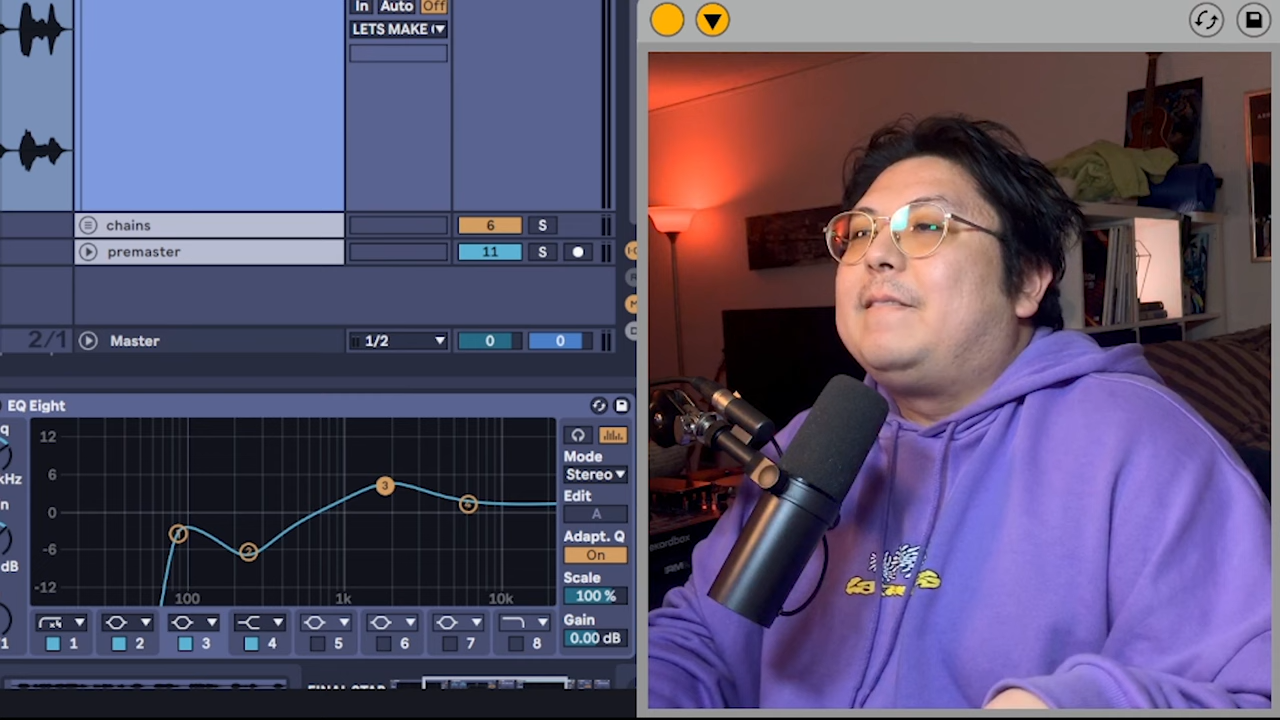 In Auto Off
LETS MAKE (
chains 6 S
premaster 11 S
2/1 Master 1/2 0 0
EQ Eight
12
6
0
-6
-12
100 1k 10k
1 2 3 4 5 6 7 8
Mode
Stereo
Edit
A
Adapt. Q
On
Scale
100 %
Gain
0.00 dB
kHz
dB
1
rekordbox